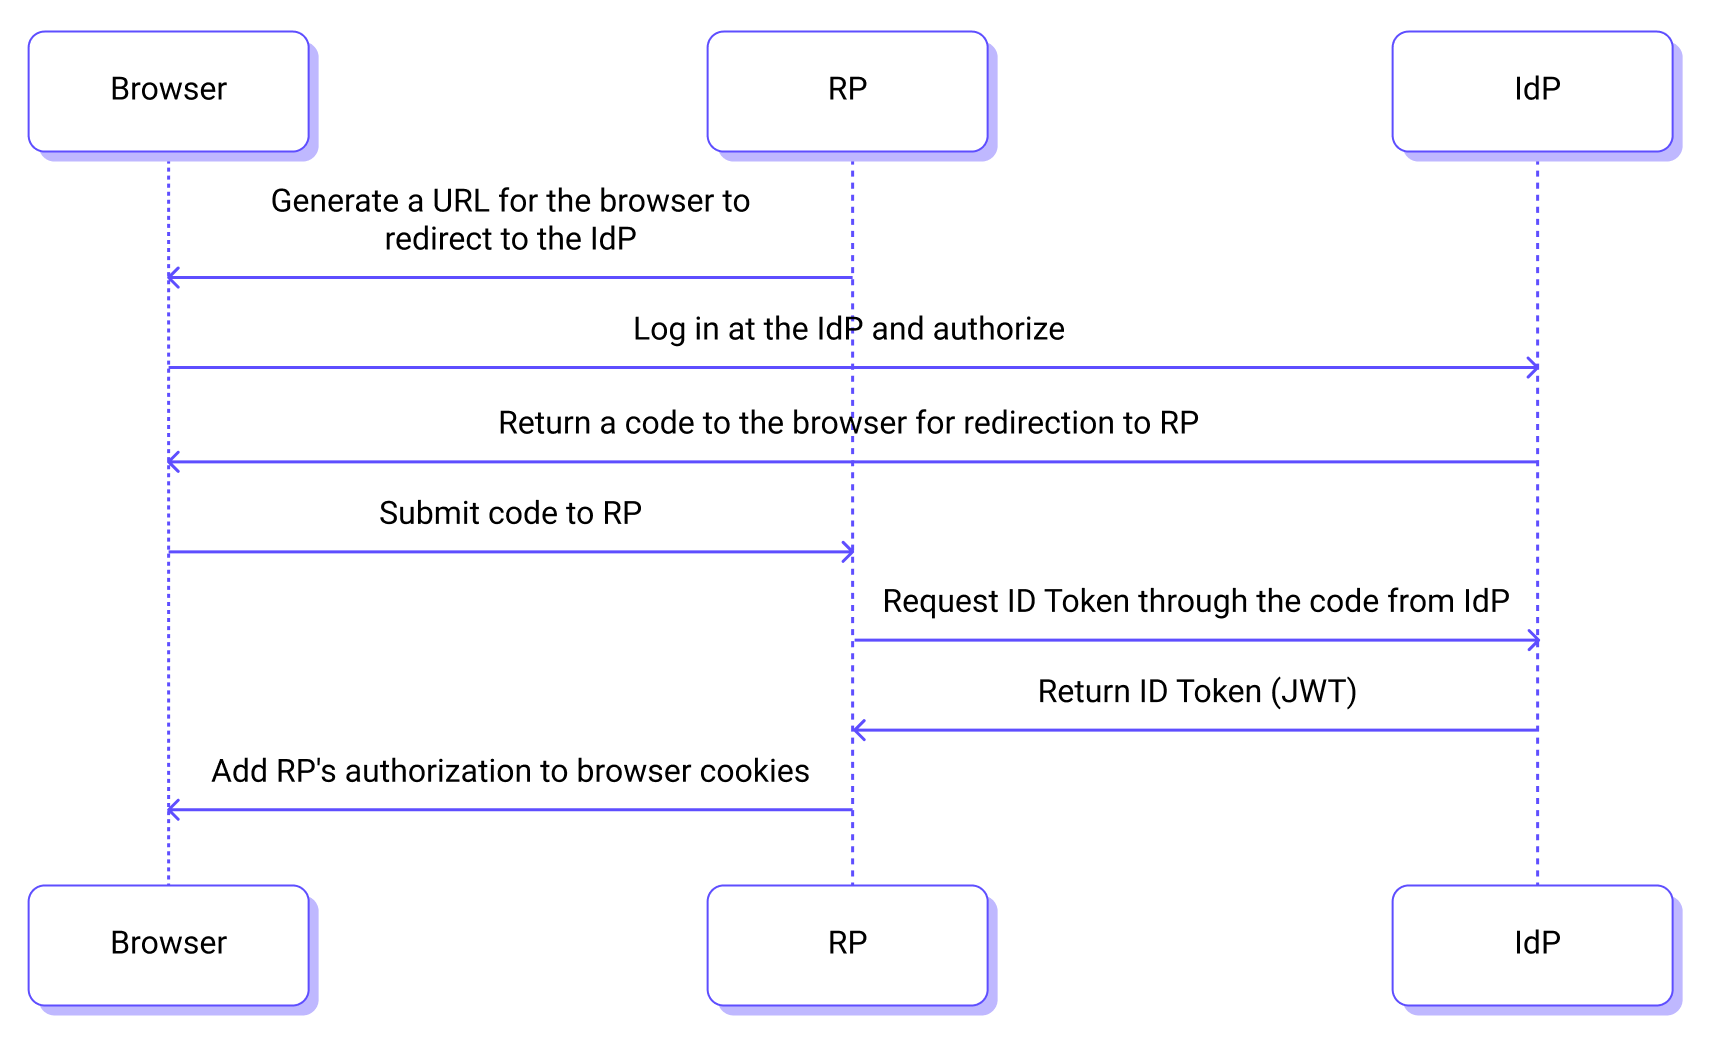 Browser
RP
IdP
Generate a URL for the browser to
redirect to the IdP
Log in at the IdP and authorize
Return a code to the browser for redirection to RP
Submit code to RP
Request ID Token through the code from IdP
Return ID Token (JWT)
Add RP's authorization to browser cookies
Browser
RP
IdP